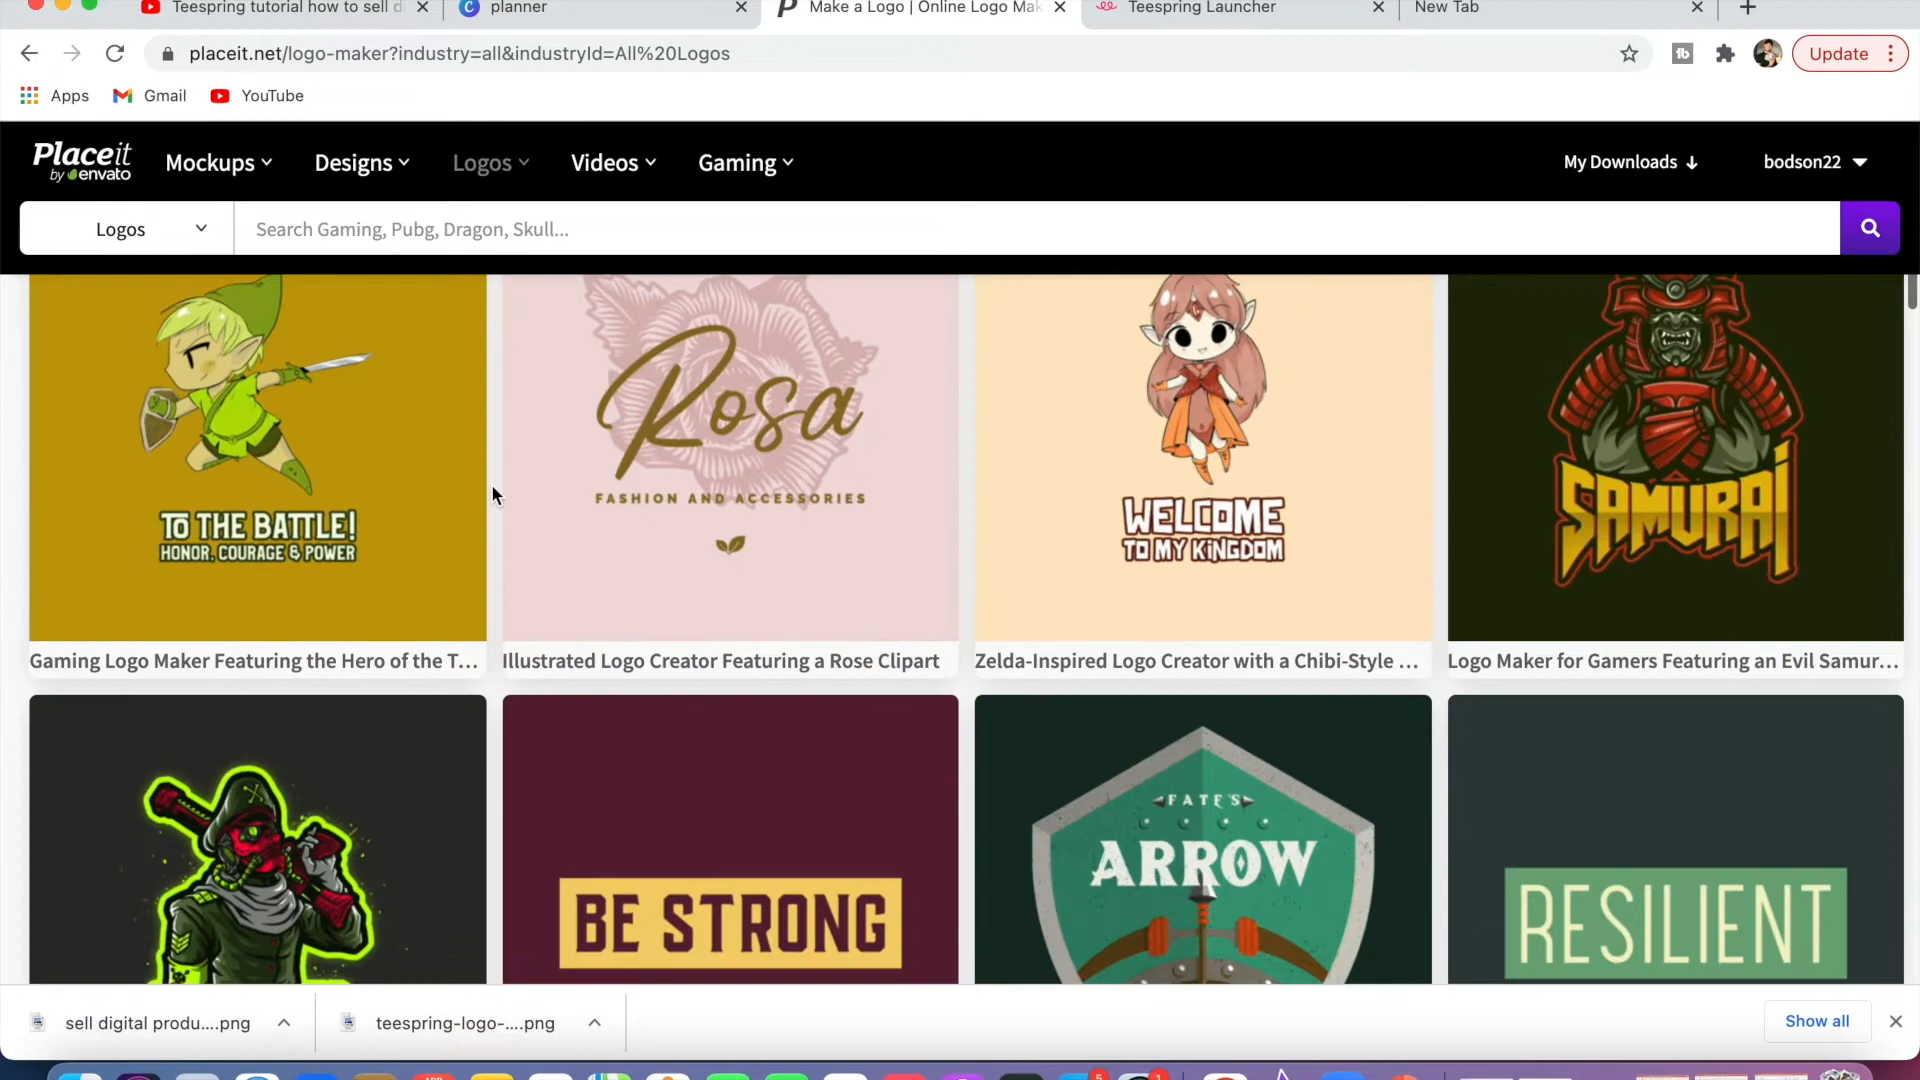 Teespring tutorial how to sell d
planner
Make a Logo | Online Logo Mak
Teespring Launcher
New Tab
placeit.net/logo-maker?industry=all&industryId=All%20Logos
Update
Apps
Gmail
YouTube
Placeit
by envato
Mockups
Designs
Logos
Videos
Gaming
My Downloads
bodson22
Logos
Search Gaming, Pubg, Dragon, Skull...
TO THE BATTLE!
HONOR, COURAGE & POWER
Rosa
FASHION AND ACCESSORIES
WELCOME
TO MY KINGDOM
SAMURAI
Gaming Logo Maker Featuring the Hero of the T...
Illustrated Logo Creator Featuring a Rose Clipart
Zelda-Inspired Logo Creator with a Chibi-Style ...
Logo Maker for Gamers Featuring an Evil Samur...
BE STRONG
FATE'S
ARROW
RESILIENT
sell digital produ....png
teespring-logo-....png
Show all
5
1